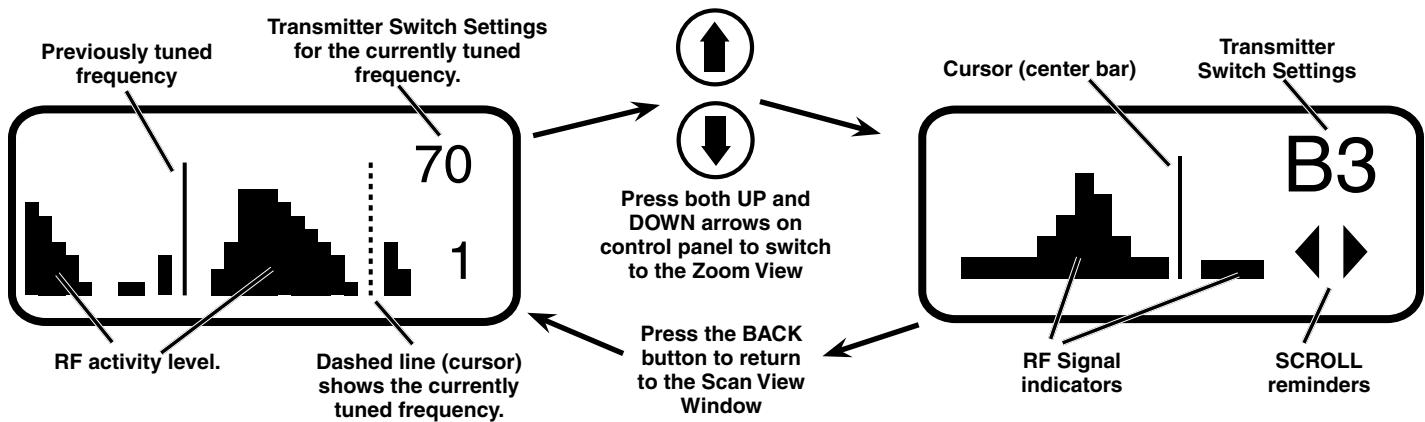 Previously tuned
frequency
Transmitter Switch Settings
for the currently tuned
frequency.
70
1
RF activity level.
Dashed line (cursor)
shows the currently
tuned frequency.
Press both UP and
DOWN arrows on
control panel to switch
to the Zoom View
Press the BACK
button to return
to the Scan View
Window
Cursor (center bar)
Transmitter
Switch Settings
B3
RF Signal
indicators
SCROLL
reminders